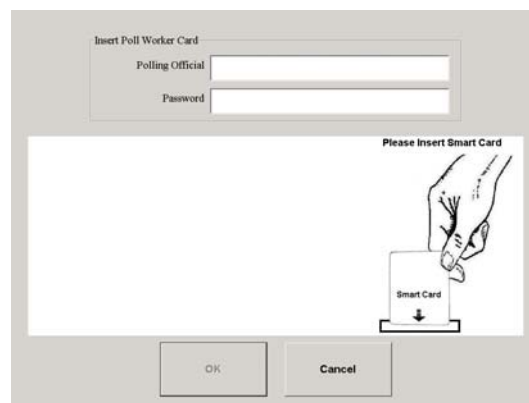 Insert Poll Worker Card
Polling Official
Password
Please Insert Smart Card
Smart Card
OK
Cancel